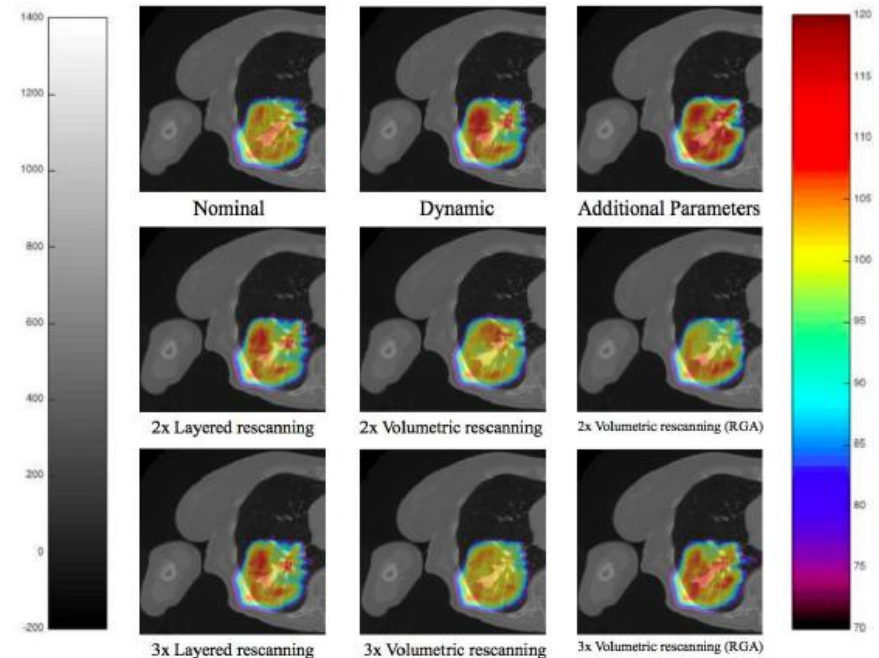 1400
1200
1000
800
600
400
200
0
-200
Nominal
Dynamic
Additional Parameters
2x Layered rescanning
2x Volumetric rescanning
2x Volumetric rescanning (RGA)
3x Layered rescanning
3x Volumetric rescanning
3x Volumetric rescanning (RGA)
120
115
110
105
100
95
90
85
80
75
70